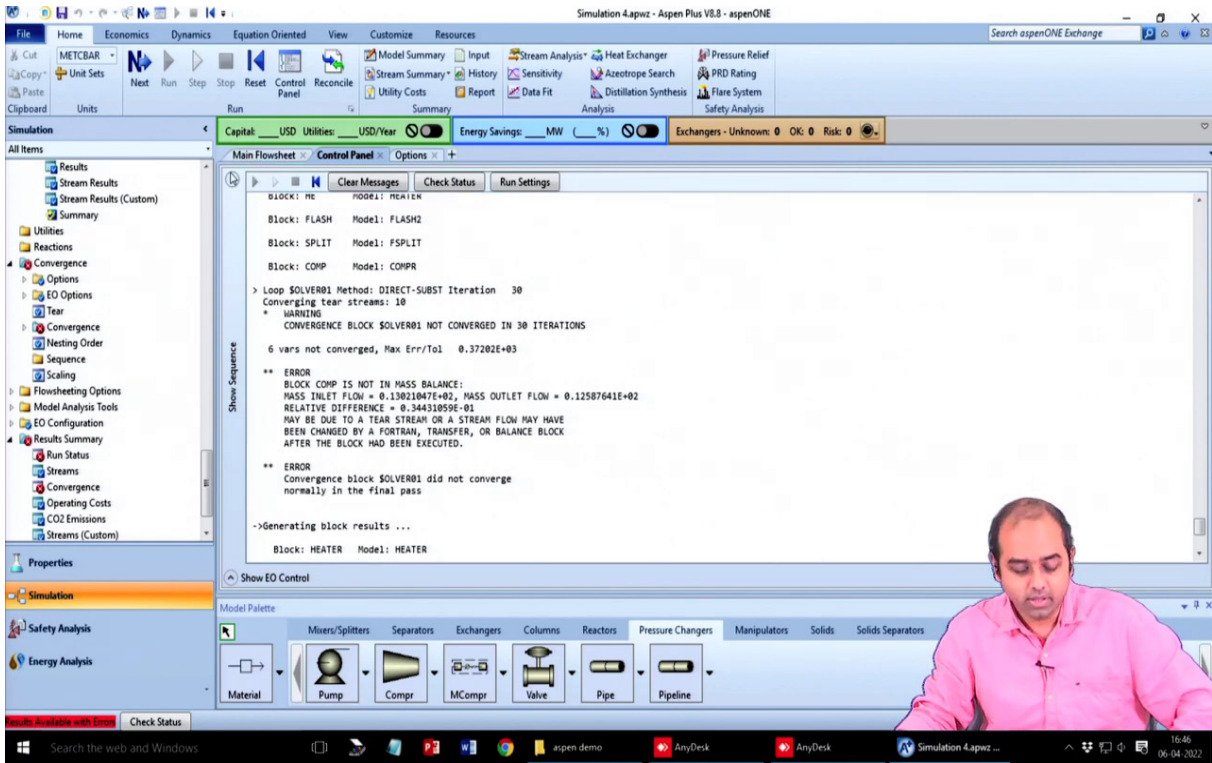 Simulation 4.apwz - Aspen Plus V8.8 - aspenONE
File Home Economics Dynamics Equation Oriented View Customize Resources
Search aspenONE Exchange
Cut METCBAR
Copy Unit Sets
Paste
Next Run Step Stop Reset Control Panel Reconcile
Model Summary Input Stream Analysis Heat Exchanger Pressure Relief
Stream Summary History Sensitivity Azeotrope Search PRD Rating
Utility Costs Report Data Fit Distillation Synthesis Flare System
Clipboard Units Run Summary Analysis Safety Analysis
Simulation
Capital: ____USD Utilities: ____USD/Year
Energy Savings: ____MW (____%)
Exchangers - Unknown: 0 OK: 0 Risk: 0
All Items
Main Flowsheet Control Panel Options +
Clear Messages Check Status Run Settings
Results
Stream Results
Stream Results (Custom)
Summary
Utilities
Reactions
Convergence
Options
EO Options
Tear
Convergence
Nesting Order
Sequence
Scaling
Flowsheeting Options
Model Analysis Tools
EO Configuration
Results Summary
Run Status
Streams
Convergence
Operating Costs
CO2 Emissions
Streams (Custom)
Properties
Simulation
Safety Analysis
Energy Analysis
Show Sequence
Block: HE Model: HEATER
Block: FLASH Model: FLASH2
Block: SPLIT Model: FSPLIT
Block: COMP Model: COMPR
> Loop $OLVER01 Method: DIRECT-SUBST Iteration 30
Converging tear streams: 10
* WARNING
CONVERGENCE BLOCK $OLVER01 NOT CONVERGED IN 30 ITERATIONS
6 vars not converged, Max Err/Tol 0.37202E+03
** ERROR
BLOCK COMP IS NOT IN MASS BALANCE:
MASS INLET FLOW = 0.13021047E+02, MASS OUTLET FLOW = 0.12587641E+02
RELATIVE DIFFERENCE = 0.34431059E-01
MAY BE DUE TO A TEAR STREAM OR A STREAM FLOW MAY HAVE
BEEN CHANGED BY A FORTRAN, TRANSFER, OR BALANCE BLOCK
AFTER THE BLOCK HAD BEEN EXECUTED.
** ERROR
Convergence block $OLVER01 did not converge
normally in the final pass
->Generating block results ...
Block: HEATER Model: HEATER
Show EO Control
Model Palette
Mixers/Splitters Separators Exchangers Columns Reactors Pressure Changers Manipulators Solids Solids Separators
Material Pump Compr MCompr Valve Pipe Pipeline
Results Available with Errors Check Status
Search the web and Windows
aspen demo
AnyDesk
AnyDesk
Simulation 4.apwz ...
16:46
06-04-2022